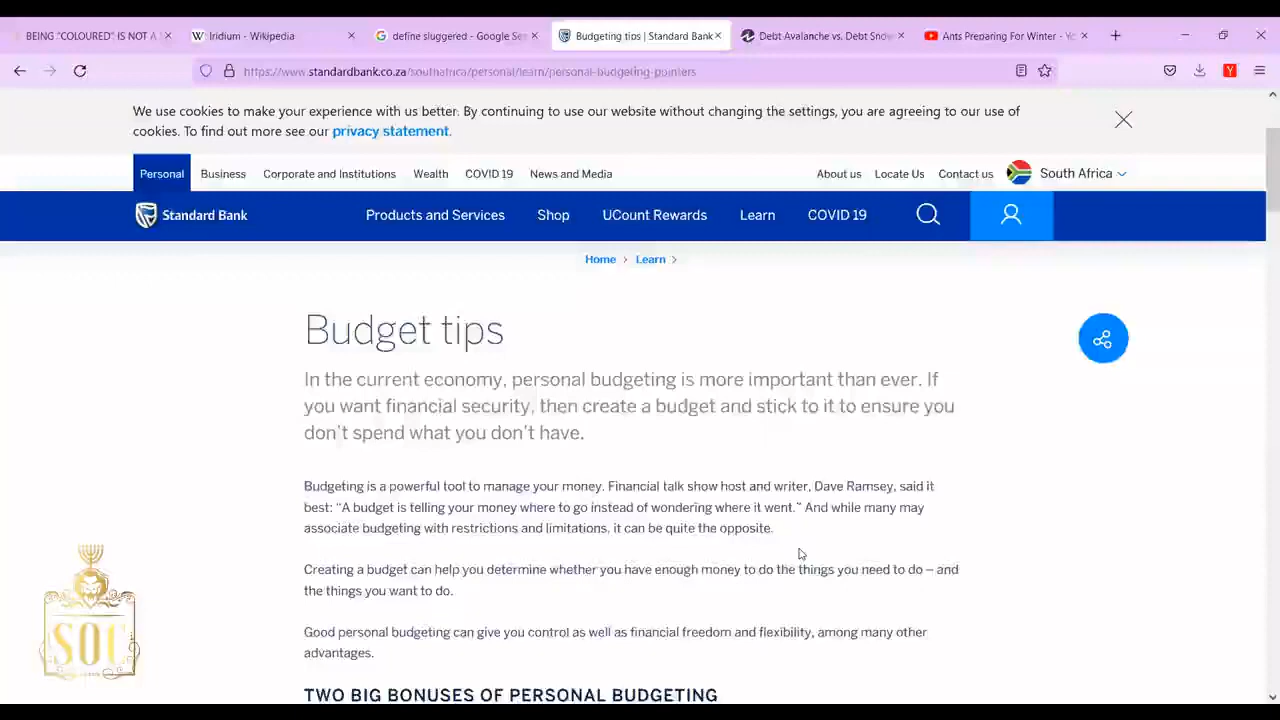 BEING "COLOURED" IS NOT A
Iridium - Wikipedia
define sluggered - Google Se
Budgeting tips | Standard Bank
Debt Avalanche vs. Debt Snow
Ants Preparing For Winter - Yo
https://www.standardbank.co.za/southafrica/personal/learn/personal-budgeting-pointers
We use cookies to make your experience with us better. By continuing to use our website without changing the settings, you are agreeing to our use of
cookies. To find out more see our privacy statement.
Personal Business Corporate and Institutions Wealth COVID 19 News and Media About us Locate Us Contact us South Africa
Standard Bank Products and Services Shop UCount Rewards Learn COVID 19
Home > Learn >
Budget tips
In the current economy, personal budgeting is more important than ever. If
you want financial security, then create a budget and stick to it to ensure you
don't spend what you don't have.
Budgeting is a powerful tool to manage your money. Financial talk show host and writer, Dave Ramsey, said it
best: “A budget is telling your money where to go instead of wondering where it went.” And while many may
associate budgeting with restrictions and limitations, it can be quite the opposite.
Creating a budget can help you determine whether you have enough money to do the things you need to do – and
the things you want to do.
Good personal budgeting can give you control as well as financial freedom and flexibility, among many other
advantages.
SOC
TWO BIG BONUSES OF PERSONAL BUDGETING